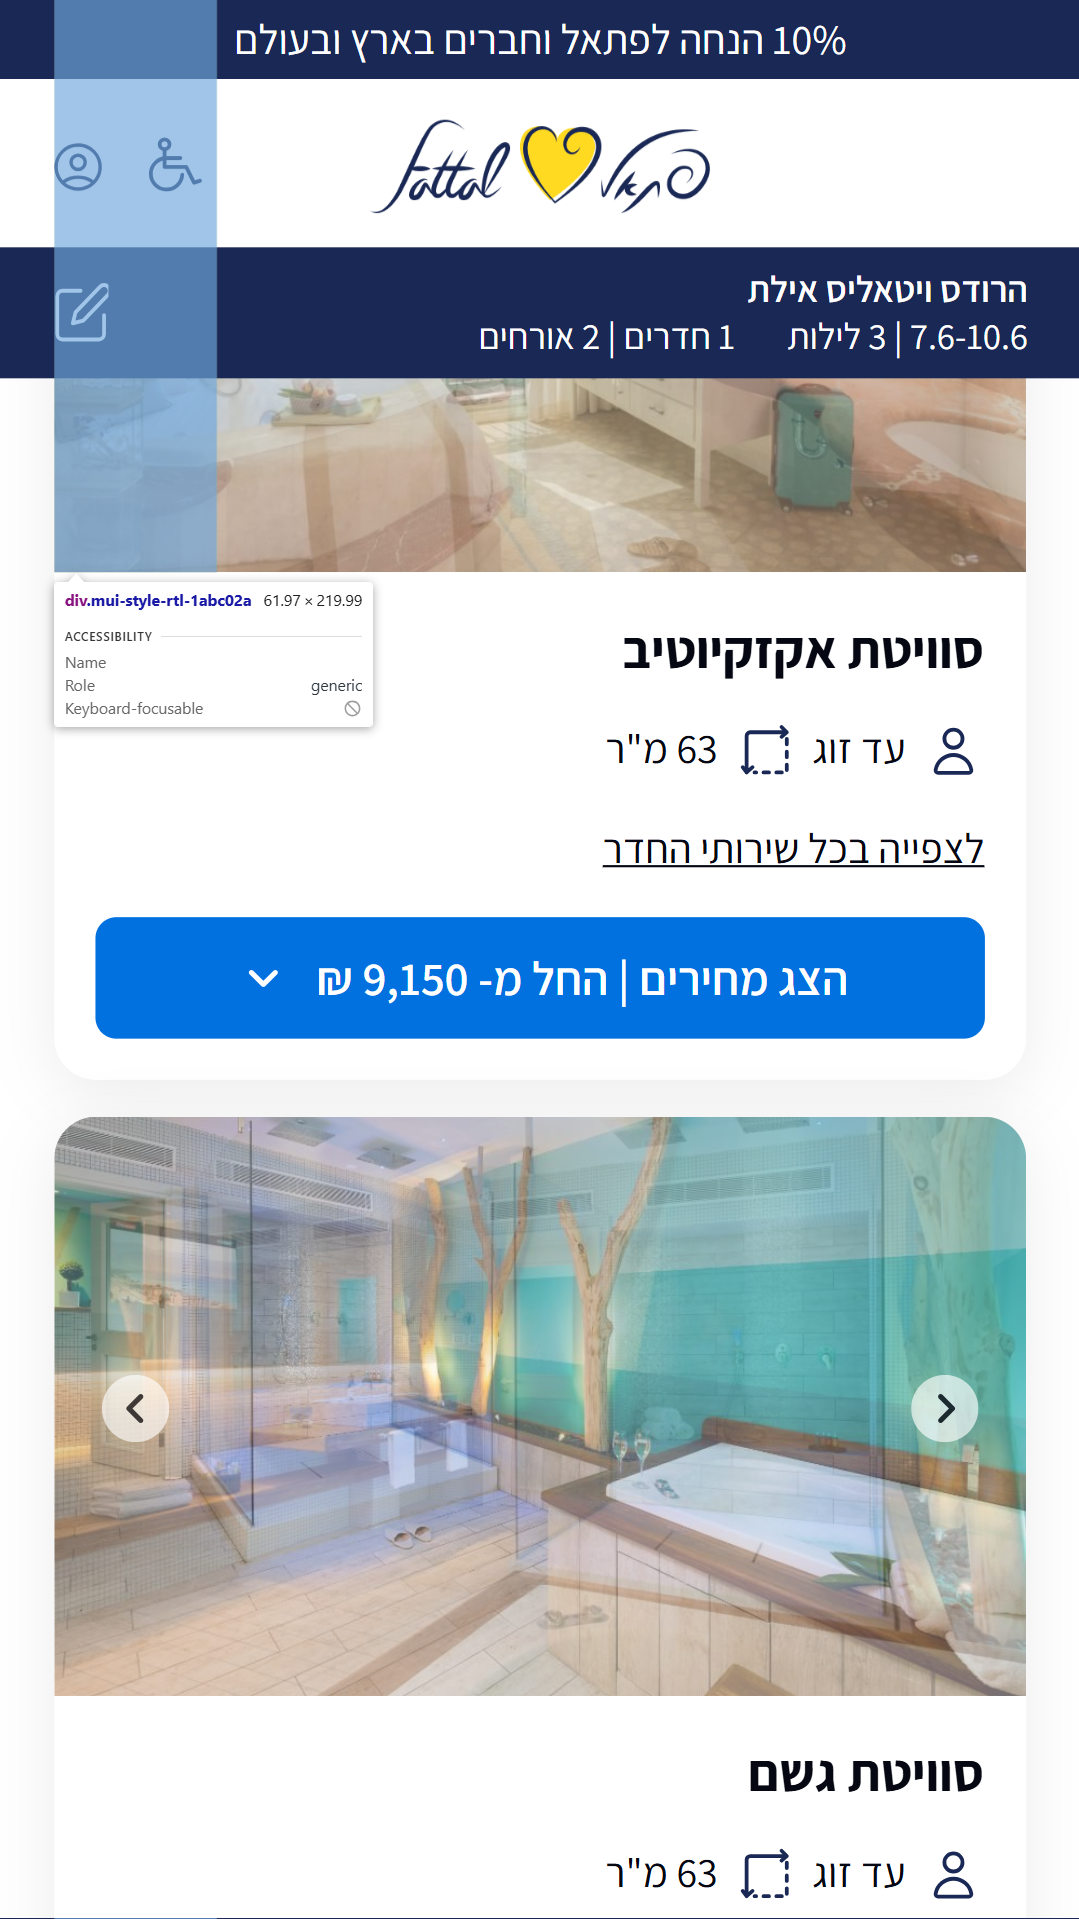 10% הנחה לפתאל וחברים בארץ ובעולם
fattal פתאל
הרודס ויטאליס אילת
7.6-10.6 | 3 לילות 1 חדרים | 2 אורחים
div.mui-style-rtl-1abc02a 61.97 × 219.99
ACCESSIBILITY
Name
Role generic
Keyboard-focusable
סוויטת אקזקיוטיב
עד זוג 63 מ"ר
לצפייה בכל שירותי החדר
הצג מחירים | החל מ- 9,150 ₪
סוויטת גשם
עד זוג 63 מ"ר